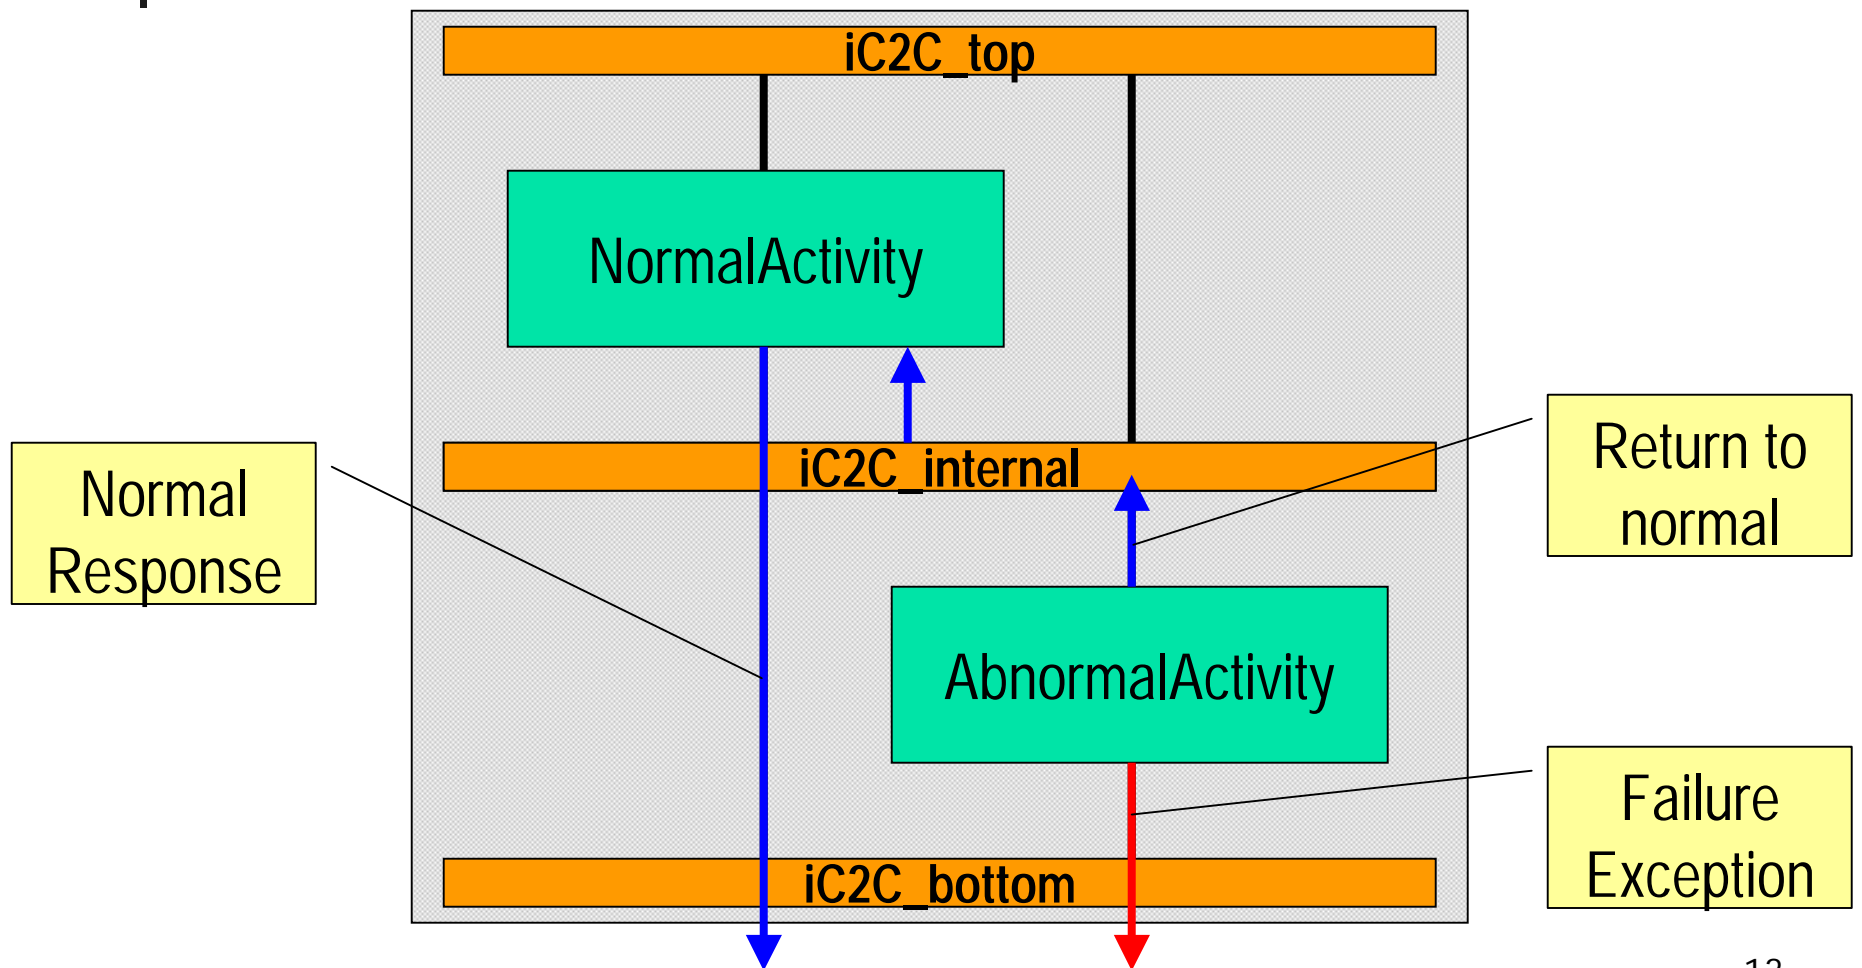 iC2C_top
NormalActivity
iC2C_internal
Normal
Response
Return to
normal
AbnormalActivity
Failure
Exception
iC2C_bottom